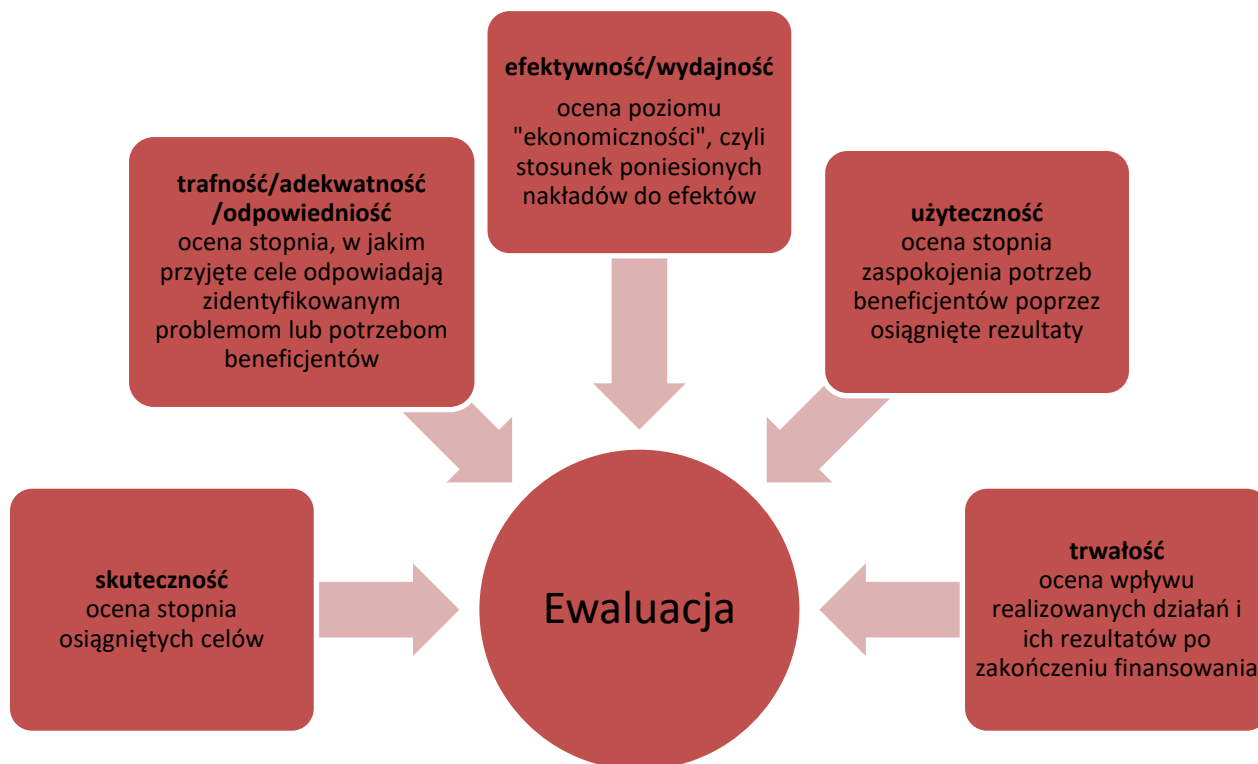 efektywność/wydajność
ocena poziomu
"ekonomiczności", czyli
stosunek poniesionych
nakładów do efektów
trafność/adekwatność
/odpowiedniość
ocena stopnia, w jakim
przyjęte cele odpowiadają
zidentyfikowanym
problemom lub potrzebom
beneficjentów
użyteczność
ocena stopnia
zaspokojenia potrzeb
beneficjentów poprzez
osiągnięte rezultaty
skuteczność
ocena stopnia
osiągniętych celów
Ewaluacja
trwałość
ocena wpływu
realizowanych działań i
ich rezultatów po
zakończeniu finansowania